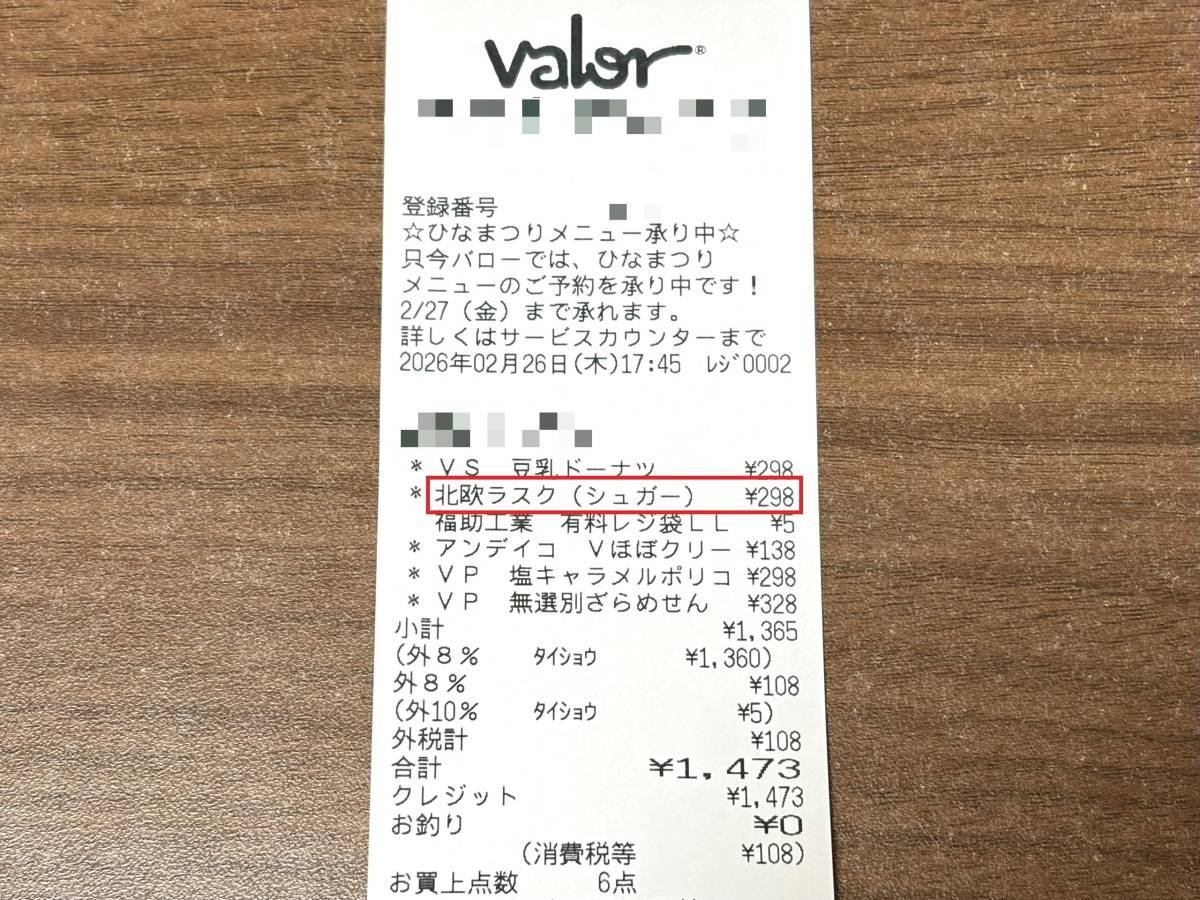 valor®
登録番号
☆ひなまつりメニュー承り中☆
只今バローでは、ひなまつり
メニューのご予約を承り中です！
2/27（金）まで承れます。
詳しくはサービスカウンターまで
2026年02月26日(木)17:45 ﾚｼﾞ0002
* ＶＳ 豆乳ドーナツ ¥298
* 北欧ラスク（シュガー） ¥298
福助工業 有料レジ袋ＬＬ ¥5
* アンデイコ Ｖほぼクリー ¥138
* ＶＰ 塩キャラメルポリコ ¥298
* ＶＰ 無選別ざらめせん ¥328
小計 ¥1,365
(外８％ ﾀｲｼｮｳ ¥1,360)
外８％ ¥108
(外10% ﾀｲｼｮｳ ¥5)
外税計 ¥108
合計 ¥1,473
クレジット ¥1,473
お釣り ¥0
(消費税等 ¥108)
お買上点数 6点